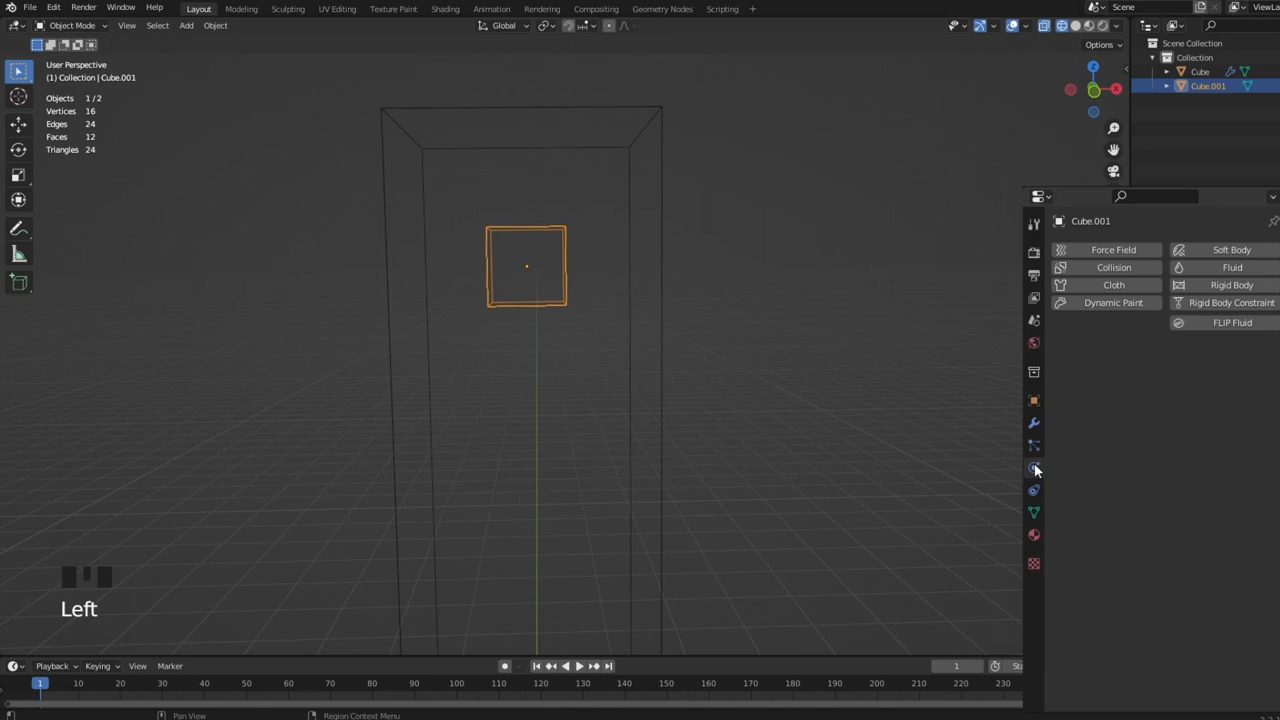 File Edit Render Window Help Layout Modeling Sculpting UV Editing Texture Paint Shading Animation Rendering Compositing Geometry Nodes Scripting + Scene ViewLa
Object Mode View Select Add Object Global
Options
Scene Collection
Collection
Cube
Cube.001
User Perspective
(1) Collection | Cube.001
Objects 1 / 2
Vertices 16
Edges 24
Faces 12
Triangles 24
Z
X
Cube.001
Force Field Soft Body
Collision Fluid
Cloth Rigid Body
Dynamic Paint Rigid Body Constraint
FLIP Fluid
Left
Playback Keying View Marker 1 Sta
1 10 20 30 40 50 60 70 80 90 100 110 120 130 140 150 160 170 180 190 200 210 220 230
Pan View Region Context Menu